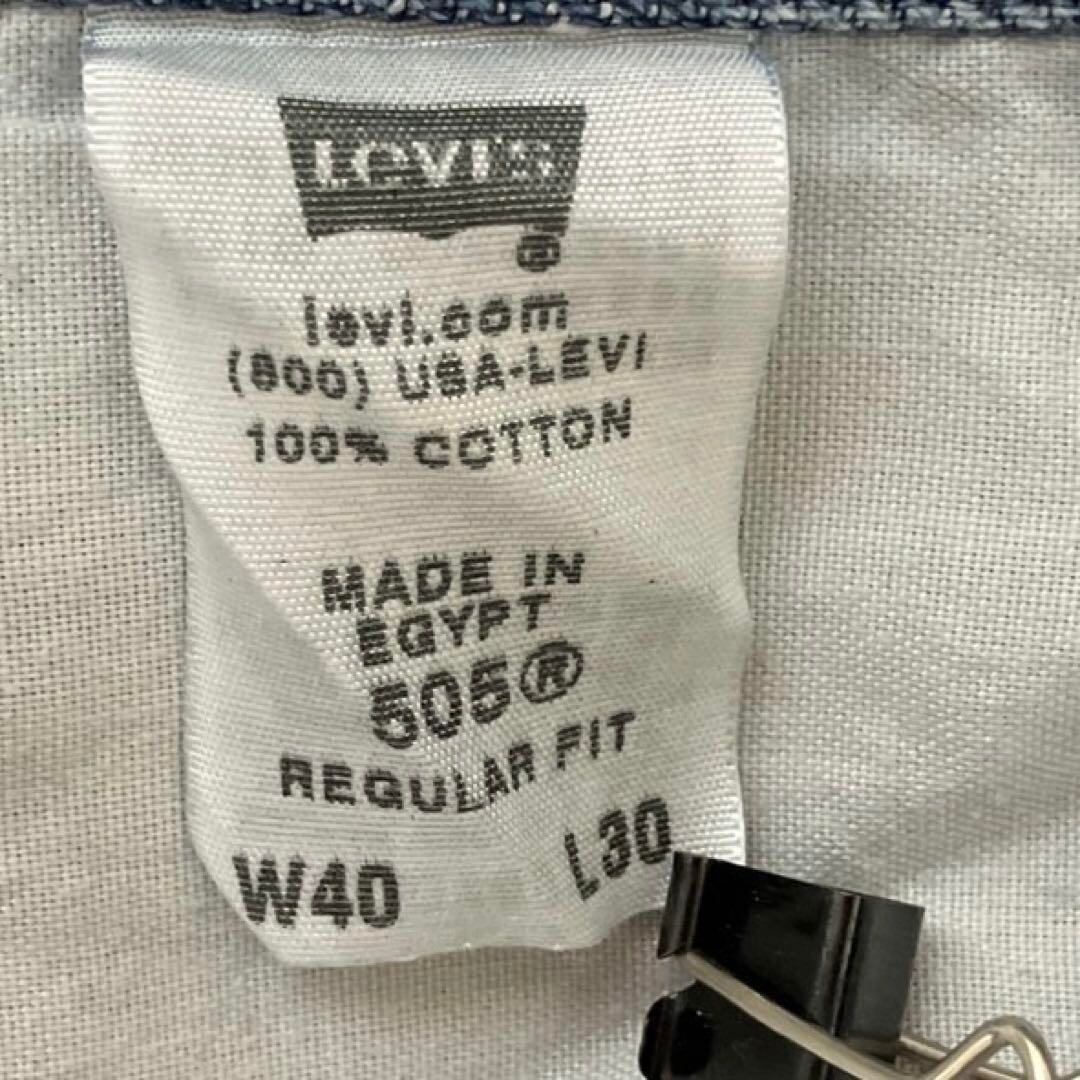 Levi's
®
levi.com
(800) USA-LEVI
100% COTTON
MADE IN
EGYPT
505®
REGULAR FIT
W40 L30